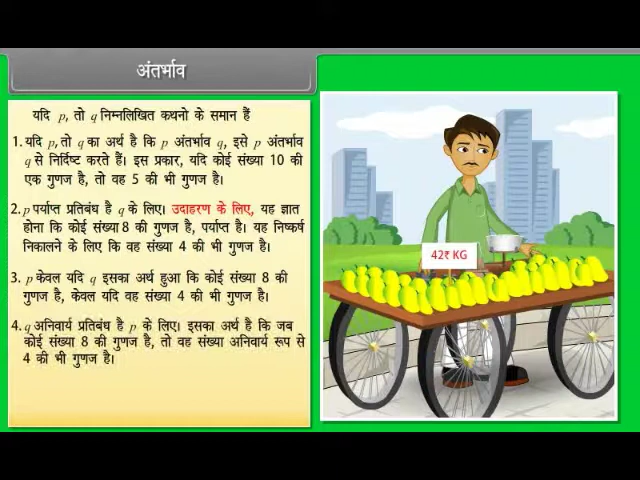 अंतर्भाव
यदि p, तो q निम्नलिखित कथनो के समान हैं
1. यदि p, तो q का अर्थ है कि p अंतर्भाव q, इसे p अंतर्भाव
q से निर्दिष्ट करते हैं। इस प्रकार, यदि कोई संख्या 10 की
एक गुणज है, तो वह 5 की भी गुणज है।
2. p पर्याप्त प्रतिबंध है q के लिए। उदाहरण के लिए, यह ज्ञात
होना कि कोई संख्या 8 की गुणज है, पर्याप्त है। यह निष्कर्ष
निकालने के लिए कि वह संख्या 4 की भी गुणज है।
3. p केवल यदि q इसका अर्थ हुआ कि कोई संख्या 8 की
गुणज है, केवल यदि वह संख्या 4 की भी गुणज है।
4. q अनिवार्य प्रतिबंध है p के लिए। इसका अर्थ है कि जब
कोई संख्या 8 की गुणज है, तो वह संख्या अनिवार्य रूप से
4 की भी गुणज है।
42₹ KG